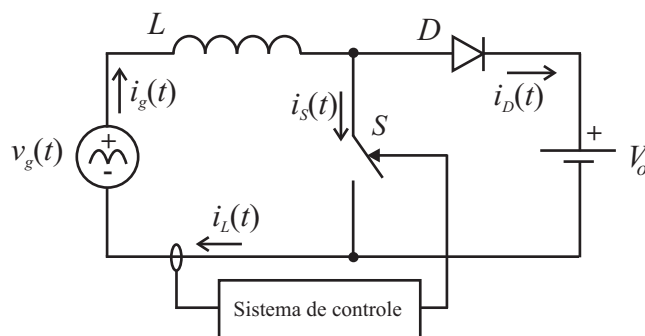 L
D
i_g(t)
i_S(t)
S
i_D(t)
v_g(t)
+
-
+
V_o
i_L(t)
Sistema de controle